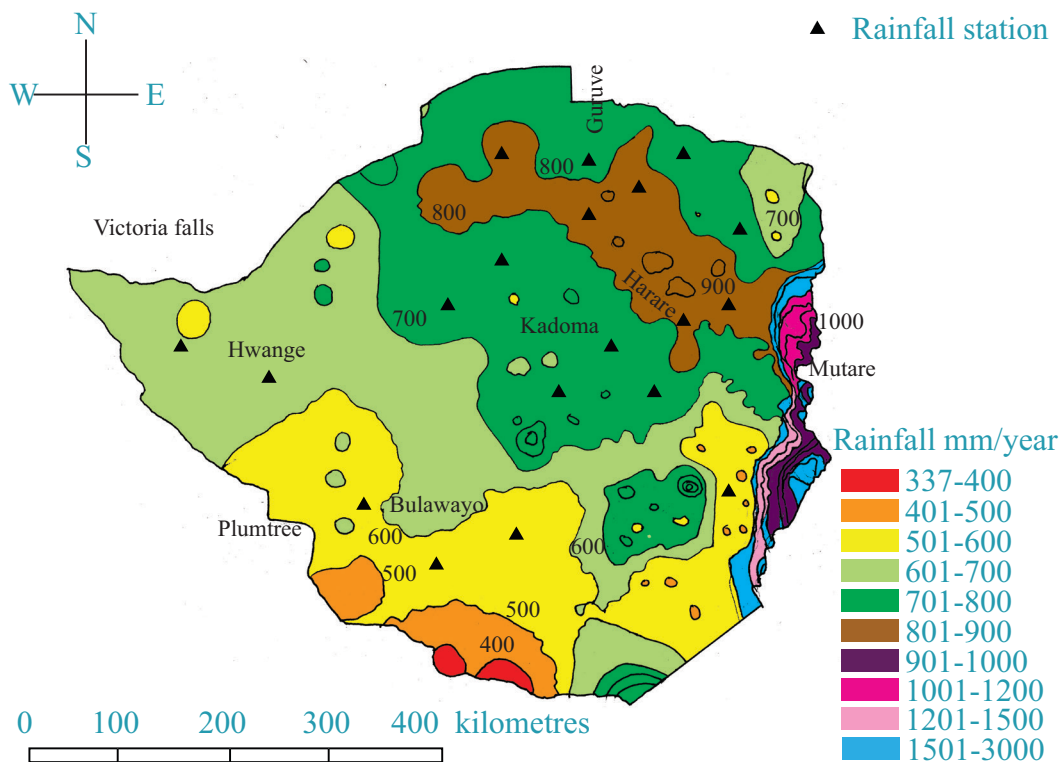 N
W E
S
Rainfall station
Guruve
800
800
700
Victoria falls
900
Harare
1000
700
Kadoma
Hwange
Mutare
Rainfall mm/year
337-400
401-500
501-600
601-700
701-800
801-900
901-1000
1001-1200
1201-1500
1501-3000
Bulawayo
Plumtree
600
600
500
500
400
0 100 200 300 400 kilometres